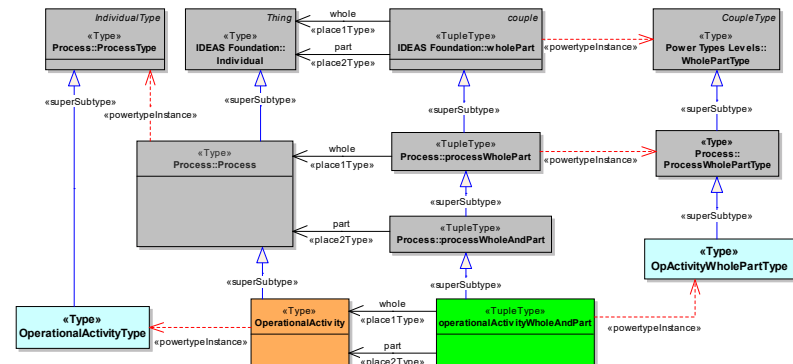 IndividualType
«Type»
Process::ProcessType
Thing
«Type»
IDEAS Foundation::
Individual
whole
«place1Type»
part
«place2Type»
couple
«TupleType»
IDEAS Foundation::wholePart
«powertypeInstance»
CoupleType
«Type»
Power Types Levels::
WholePartType
«superSubtype»
«powertypeInstance»
«superSubtype»
«superSubtype»
«superSubtype»
«Type»
Process::Process
whole
«place1Type»
«TupleType»
Process::processWholePart
«powertypeInstance»
«Type»
Process::
ProcessWholePartType
«superSubtype»
part
«place2Type»
«TupleType»
Process::processWholeAndPart
«superSubtype»
«Type»
OpActivityWholePartType
«superSubtype»
«superSubtype»
«Type»
OperationalActivityType
«powertypeInstance»
«Type»
OperationalActivity
whole
«place1Type»
part
«place2Type»
«TupleType»
operationalActivityWholeAndPart
«powertypeInstance»